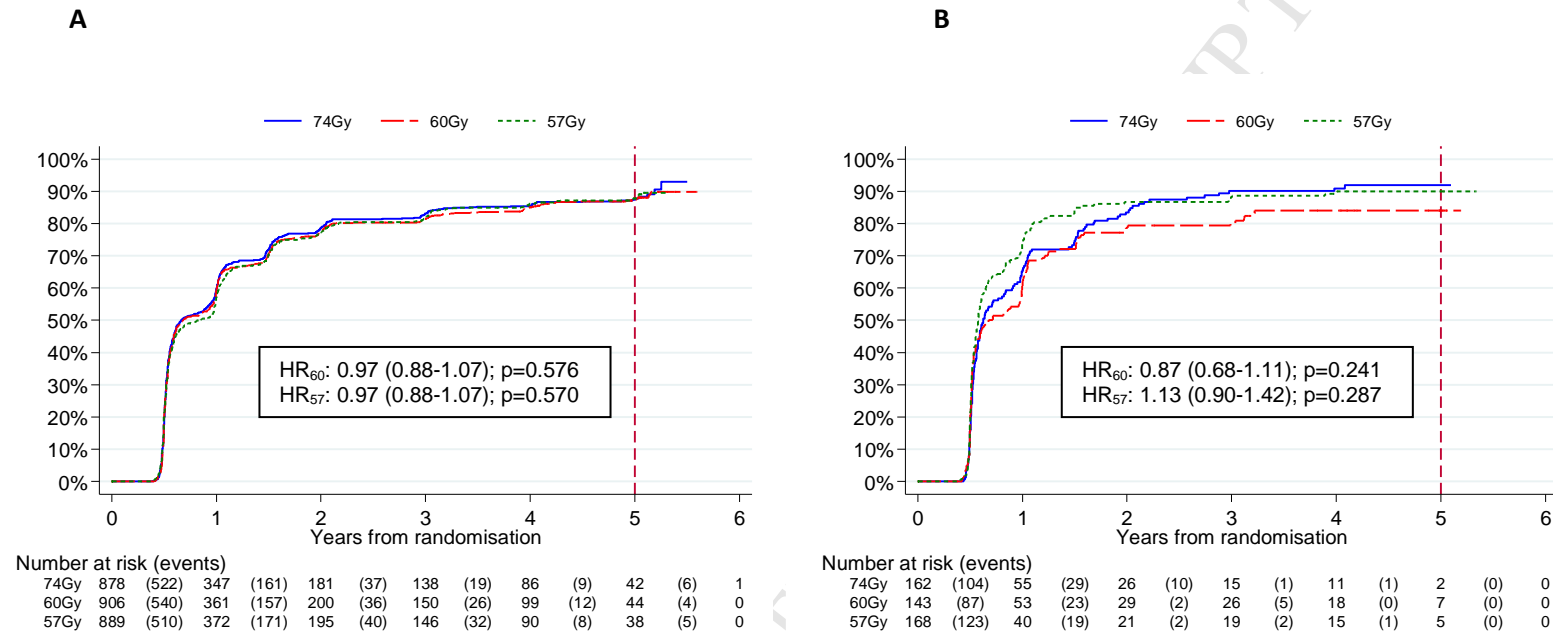 A
B
74Gy 60Gy 57Gy
100%
90%
80%
70%
60%
50%
40%
30%
20%
10%
0%
HR60: 0.97 (0.88-1.07); p=0.576
HR57: 0.97 (0.88-1.07); p=0.570
0 1 2 3 4 5 6
Years from randomisation
Number at risk (events)
74Gy 878 (522) 347 (161) 181 (37) 138 (19) 86 (9) 42 (6) 1
60Gy 906 (540) 361 (157) 200 (36) 150 (26) 99 (12) 44 (4) 0
57Gy 889 (510) 372 (171) 195 (40) 146 (32) 90 (8) 38 (5) 0
74Gy 60Gy 57Gy
100%
90%
80%
70%
60%
50%
40%
30%
20%
10%
0%
HR60: 0.87 (0.68-1.11); p=0.241
HR57: 1.13 (0.90-1.42); p=0.287
0 1 2 3 4 5 6
Years from randomisation
Number at risk (events)
74Gy 162 (104) 55 (29) 26 (10) 15 (1) 11 (1) 2 (0) 0
60Gy 143 (87) 53 (23) 29 (2) 26 (5) 18 (0) 7 (0) 0
57Gy 168 (123) 40 (19) 21 (2) 19 (2) 15 (1) 5 (0) 0